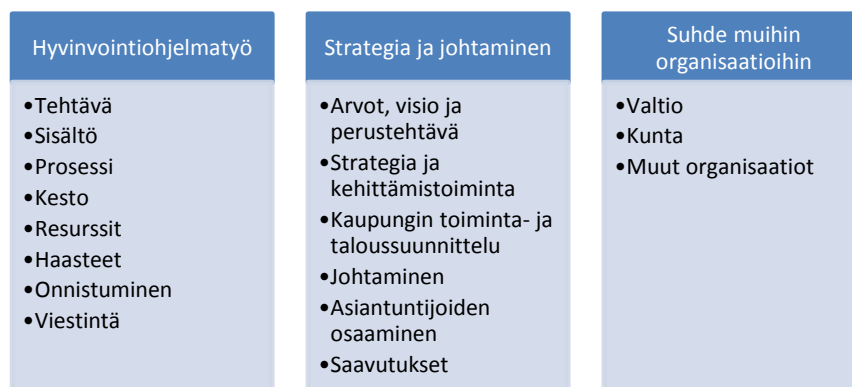 Hyvinvointiohjelmatyö
•Tehtävä
•Sisältö
•Prosessi
•Kesto
•Resurssit
•Haasteet
•Onnistuminen
•Viestintä
Strategia ja johtaminen
•Arvot, visio ja
perustehtävä
•Strategia ja
kehittämistoiminta
•Kaupungin toiminta- ja
taloussuunnittelu
•Johtaminen
•Asiantuntijoiden
osaaminen
•Saavutukset
Suhde muihin
organisaatioihin
•Valtio
•Kunta
•Muut organisaatiot